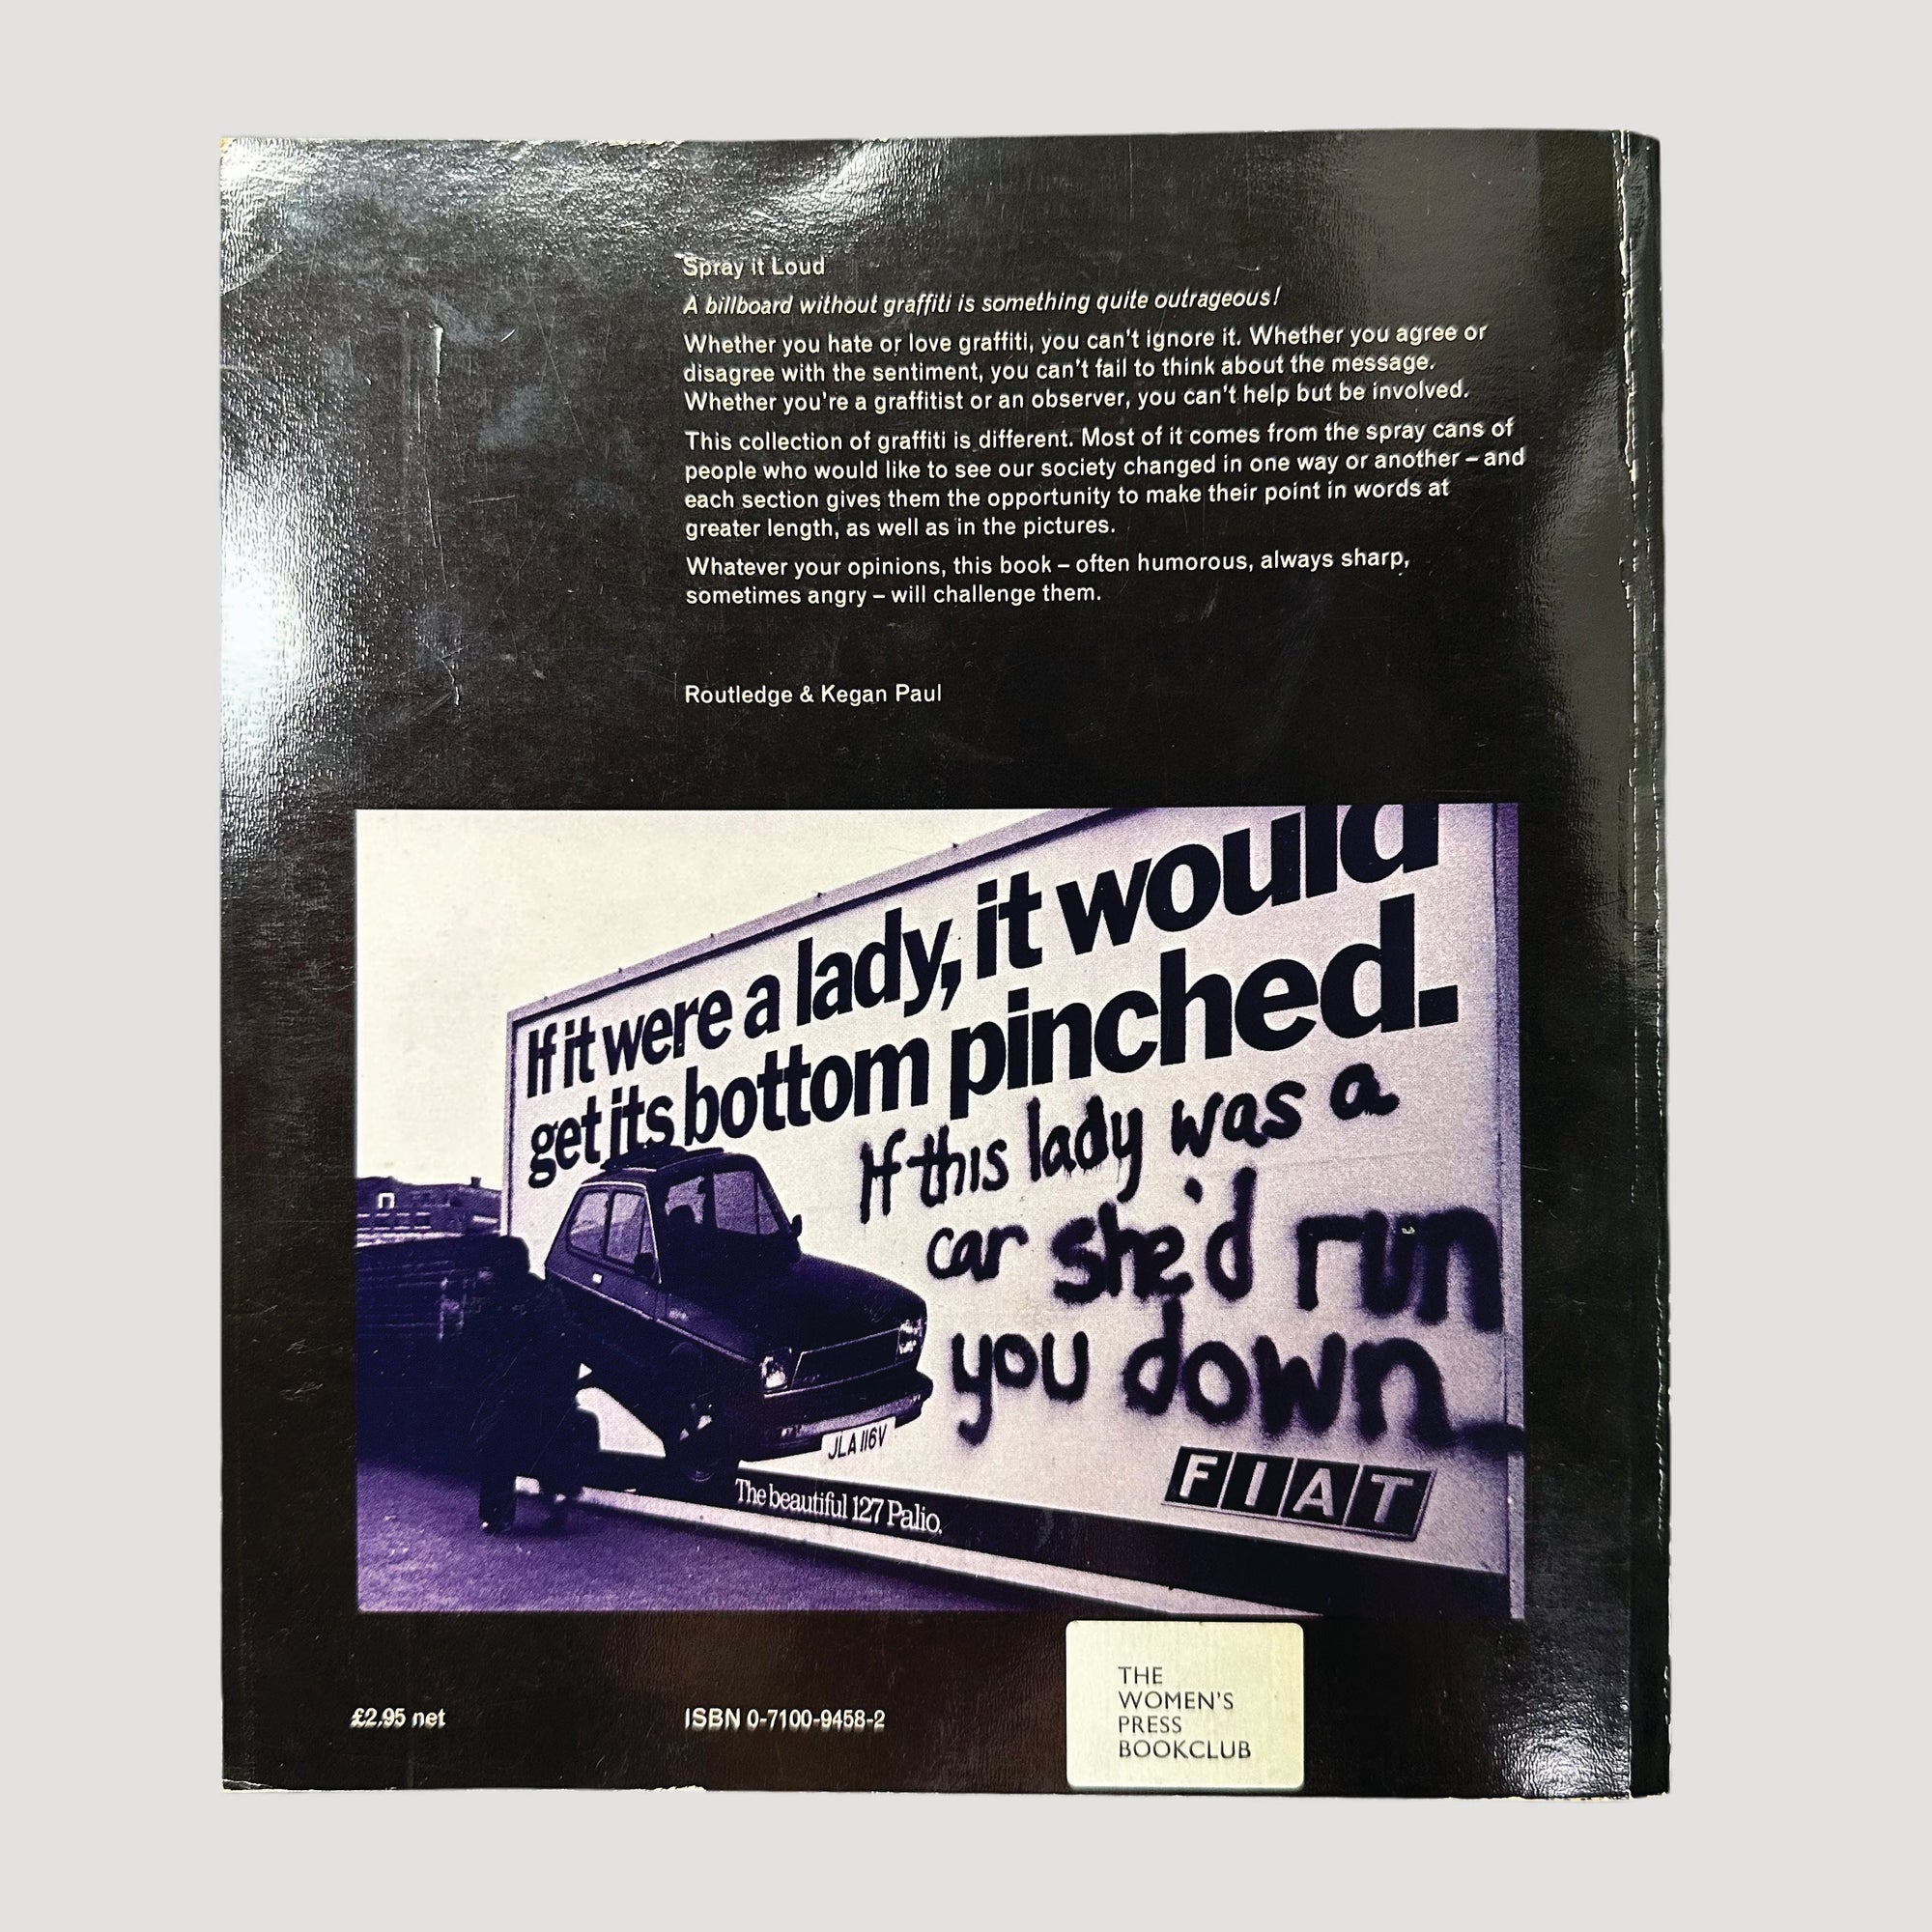 Spray it Loud
A billboard without graffiti is something quite outrageous!
Whether you hate or love graffiti, you can't ignore it. Whether you agree or
disagree with the sentiment, you can't fail to think about the message.
Whether you're a graffitist or an observer, you can't help but be involved.
This collection of graffiti is different. Most of it comes from the spray cans of
people who would like to see our society changed in one way or another – and
each section gives them the opportunity to make their point in words at
greater length, as well as in the pictures.
Whatever your opinions, this book – often humorous, always sharp,
sometimes angry – will challenge them.
Routledge & Kegan Paul
If it were a lady, it would
get its bottom pinched.
If this lady was a
car she'd run
you down
JLA 116V
FIAT
The beautiful 127 Palio.
£2.95 net
ISBN 0-7100-9458-2
THE
WOMEN'S
PRESS
BOOKCLUB